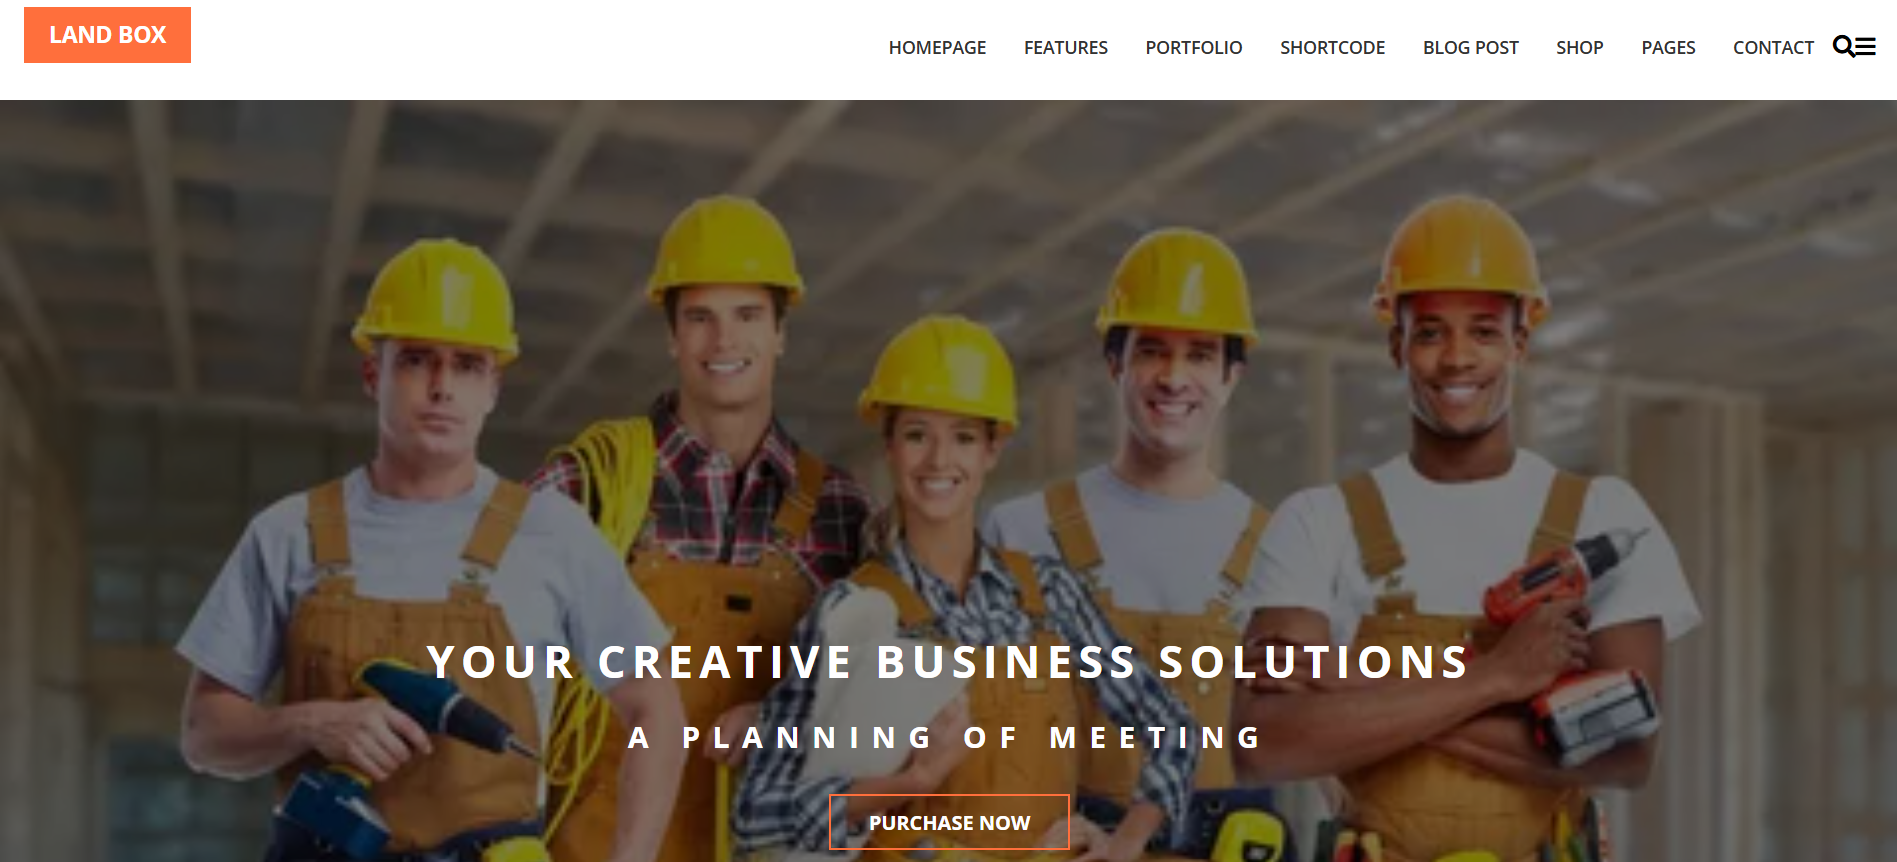 LAND BOX
HOMEPAGE FEATURES PORTFOLIO SHORTCODE BLOG POST SHOP PAGES CONTACT
YOUR CREATIVE BUSINESS SOLUTIONS
A PLANNING OF MEETING
PURCHASE NOW